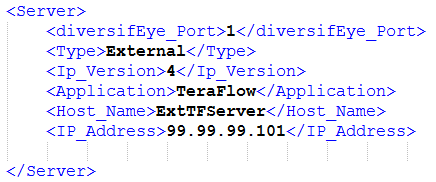 <Server>
<diversifEye_Port>1</diversifEye_Port>
<Type>External</Type>
<Ip_Version>4</Ip_Version>
<Application>TeraFlow</Application>
<Host_Name>ExtTFServer</Host_Name>
<IP_Address>99.99.99.101</IP_Address>
</Server>